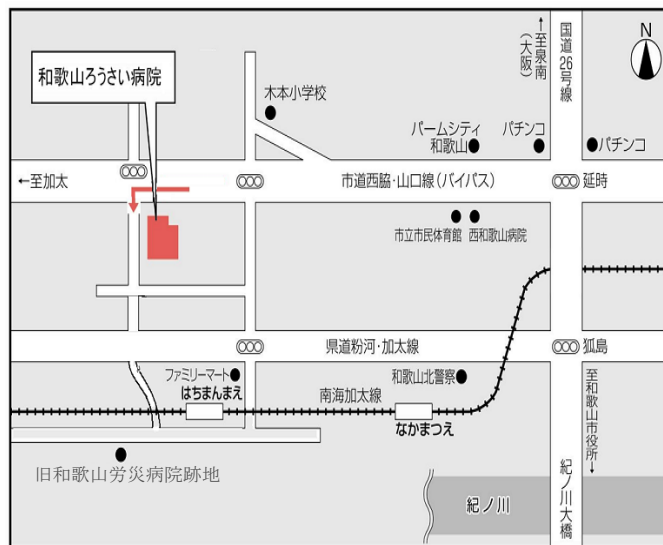 N
国道26号線
↑至泉南
(大阪)
和歌山ろうさい病院
木本小学校
パームシティ
和歌山
パチンコ
パチンコ
←至加太
市道西脇・山口線(バイパス)
延時
市立市民体育館
西和歌山病院
県道粉河・加太線
狐島
ファミリーマート
はちまんまえ
南海加太線
和歌山北警察
なかまつえ
至和歌山市役所→
旧和歌山労災病院跡地
紀ノ川
紀ノ川大橋